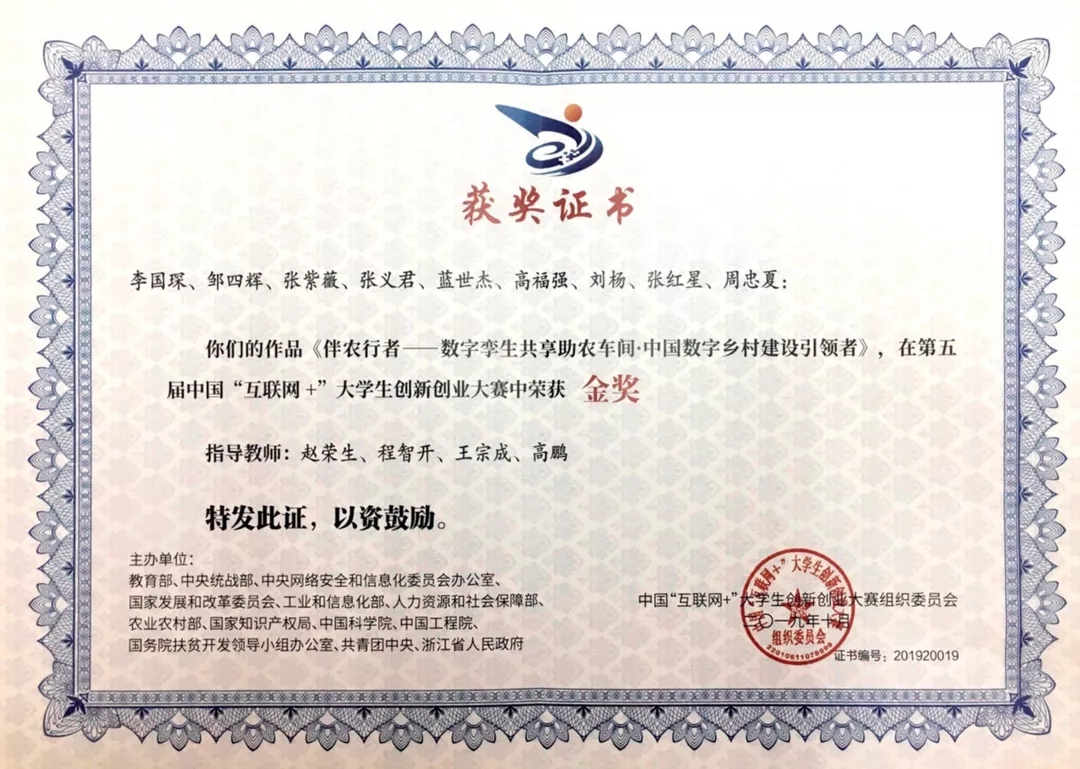 获奖证书
李国琛、邹四辉、张紫薇、张义君、蓝世杰、高福强、刘杨、张红星、周忠夏：
你们的作品《伴农行者——数字孪生共享助农车间·中国数字乡村建设引领者》，在第五
届中国“互联网+”大学生创新创业大赛中荣获 金奖
指导教师：赵荣生、程智开、王宗成、高鹏
特发此证，以资鼓励。
主办单位：
教育部、中央统战部、中央网络安全和信息化委员会办公室、
国家发展和改革委员会、工业和信息化部、人力资源和社会保障部、
农业农村部、国家知识产权局、中国科学院、中国工程院、
国务院扶贫开发领导小组办公室、共青团中央、浙江省人民政府
中国“互联网+”大学生创新创业大赛组织委员会
二〇一九年十月
组织委员会
证书编号：201920019